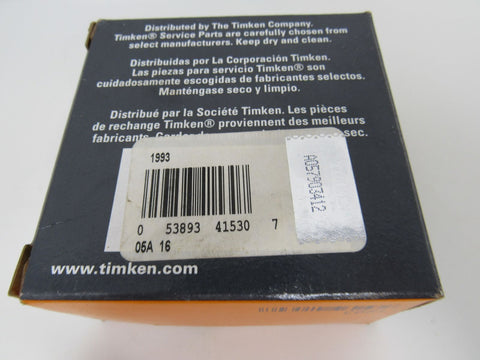 Distributed by The Timken Company.
Timken® Service Parts are carefully chosen from
select manufacturers. Keep dry and clean.
Distribuidas por La Corporación Timken.
Las piezas para servicio Timken® son
cuidadosamente escogidas de fabricantes selectos.
Manténgase seco y limpio.
Distribué par la Société Timken. Les pièces
de rechange Timken® proviennent des meilleurs
fabricants. sec.
1993
A057903412
0 53893 41530 7
05A 16
www.timken.com